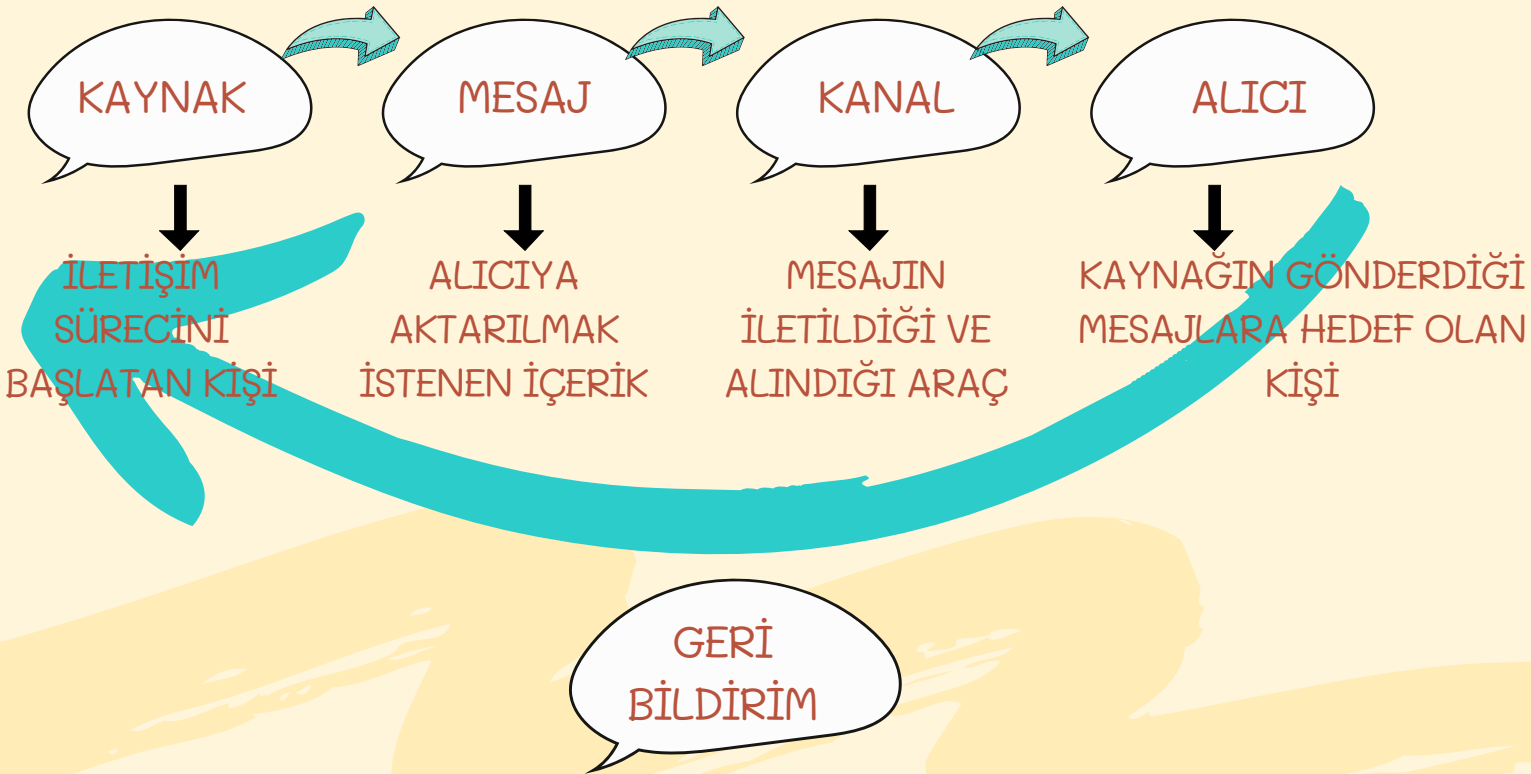 KAYNAK
MESAJ
KANAL
ALICI
İLETİŞİM
SÜRECİNİ
BAŞLATAN KİŞİ
ALICIYA
AKTARILMAK
İSTENEN İÇERİK
MESAJIN
İLETİLDİĞİ VE
ALINDIĞI ARAÇ
KAYNAĞIN GÖNDERDİĞİ
MESAJLARA HEDEF OLAN
KİŞİ
GERİ
BİLDİRİM